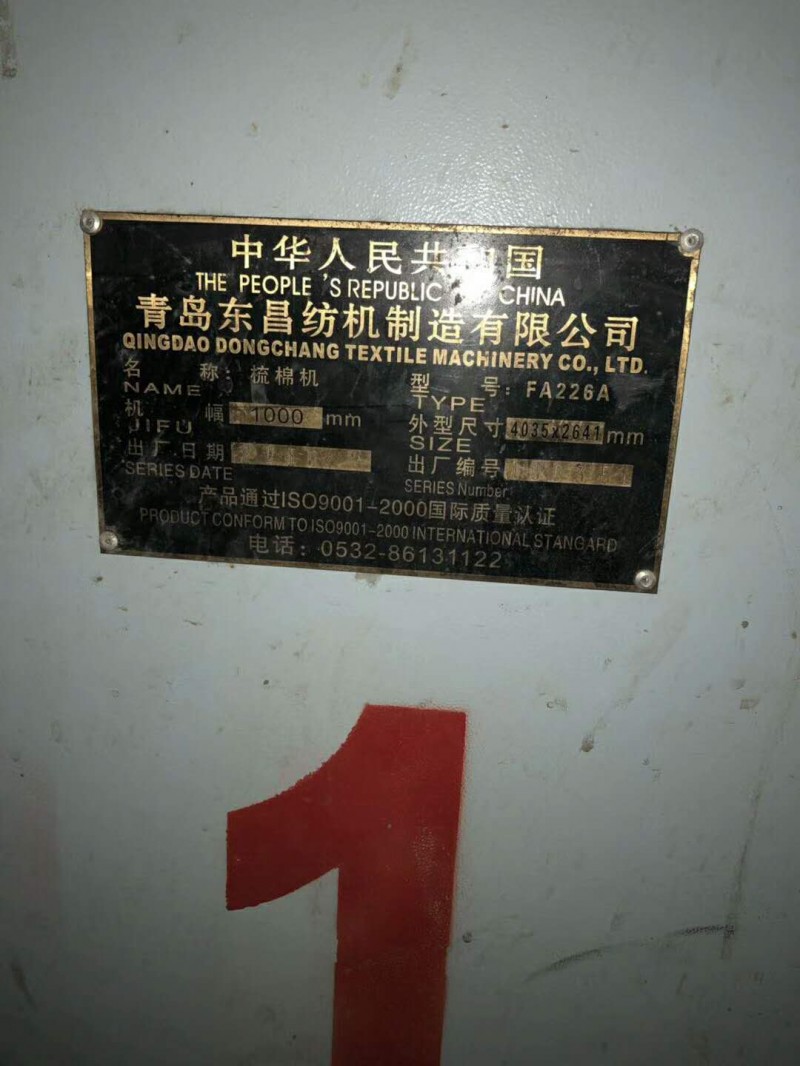 中华人民共和国
THE PEOPLE 'S REPUBLIC CHINA
青岛东昌纺机制造有限公司
QINGDAO DONGCHANG TEXTILE MACHINERY CO., LTD.
名 称: 梳棉机 型 号: FA226A
NAME TYPE
机 幅 1000 mm 外型尺寸 4035x2641 mm
JIFU SIZE
出厂日期 出厂编号
SERIES DATE SERIES Number
产品通过ISO9001-2000国际质量认证
PRODUCT CONFORM TO ISO9001-2000 INTERNATIONAL STANGARD
电话: 0532-86131122
1